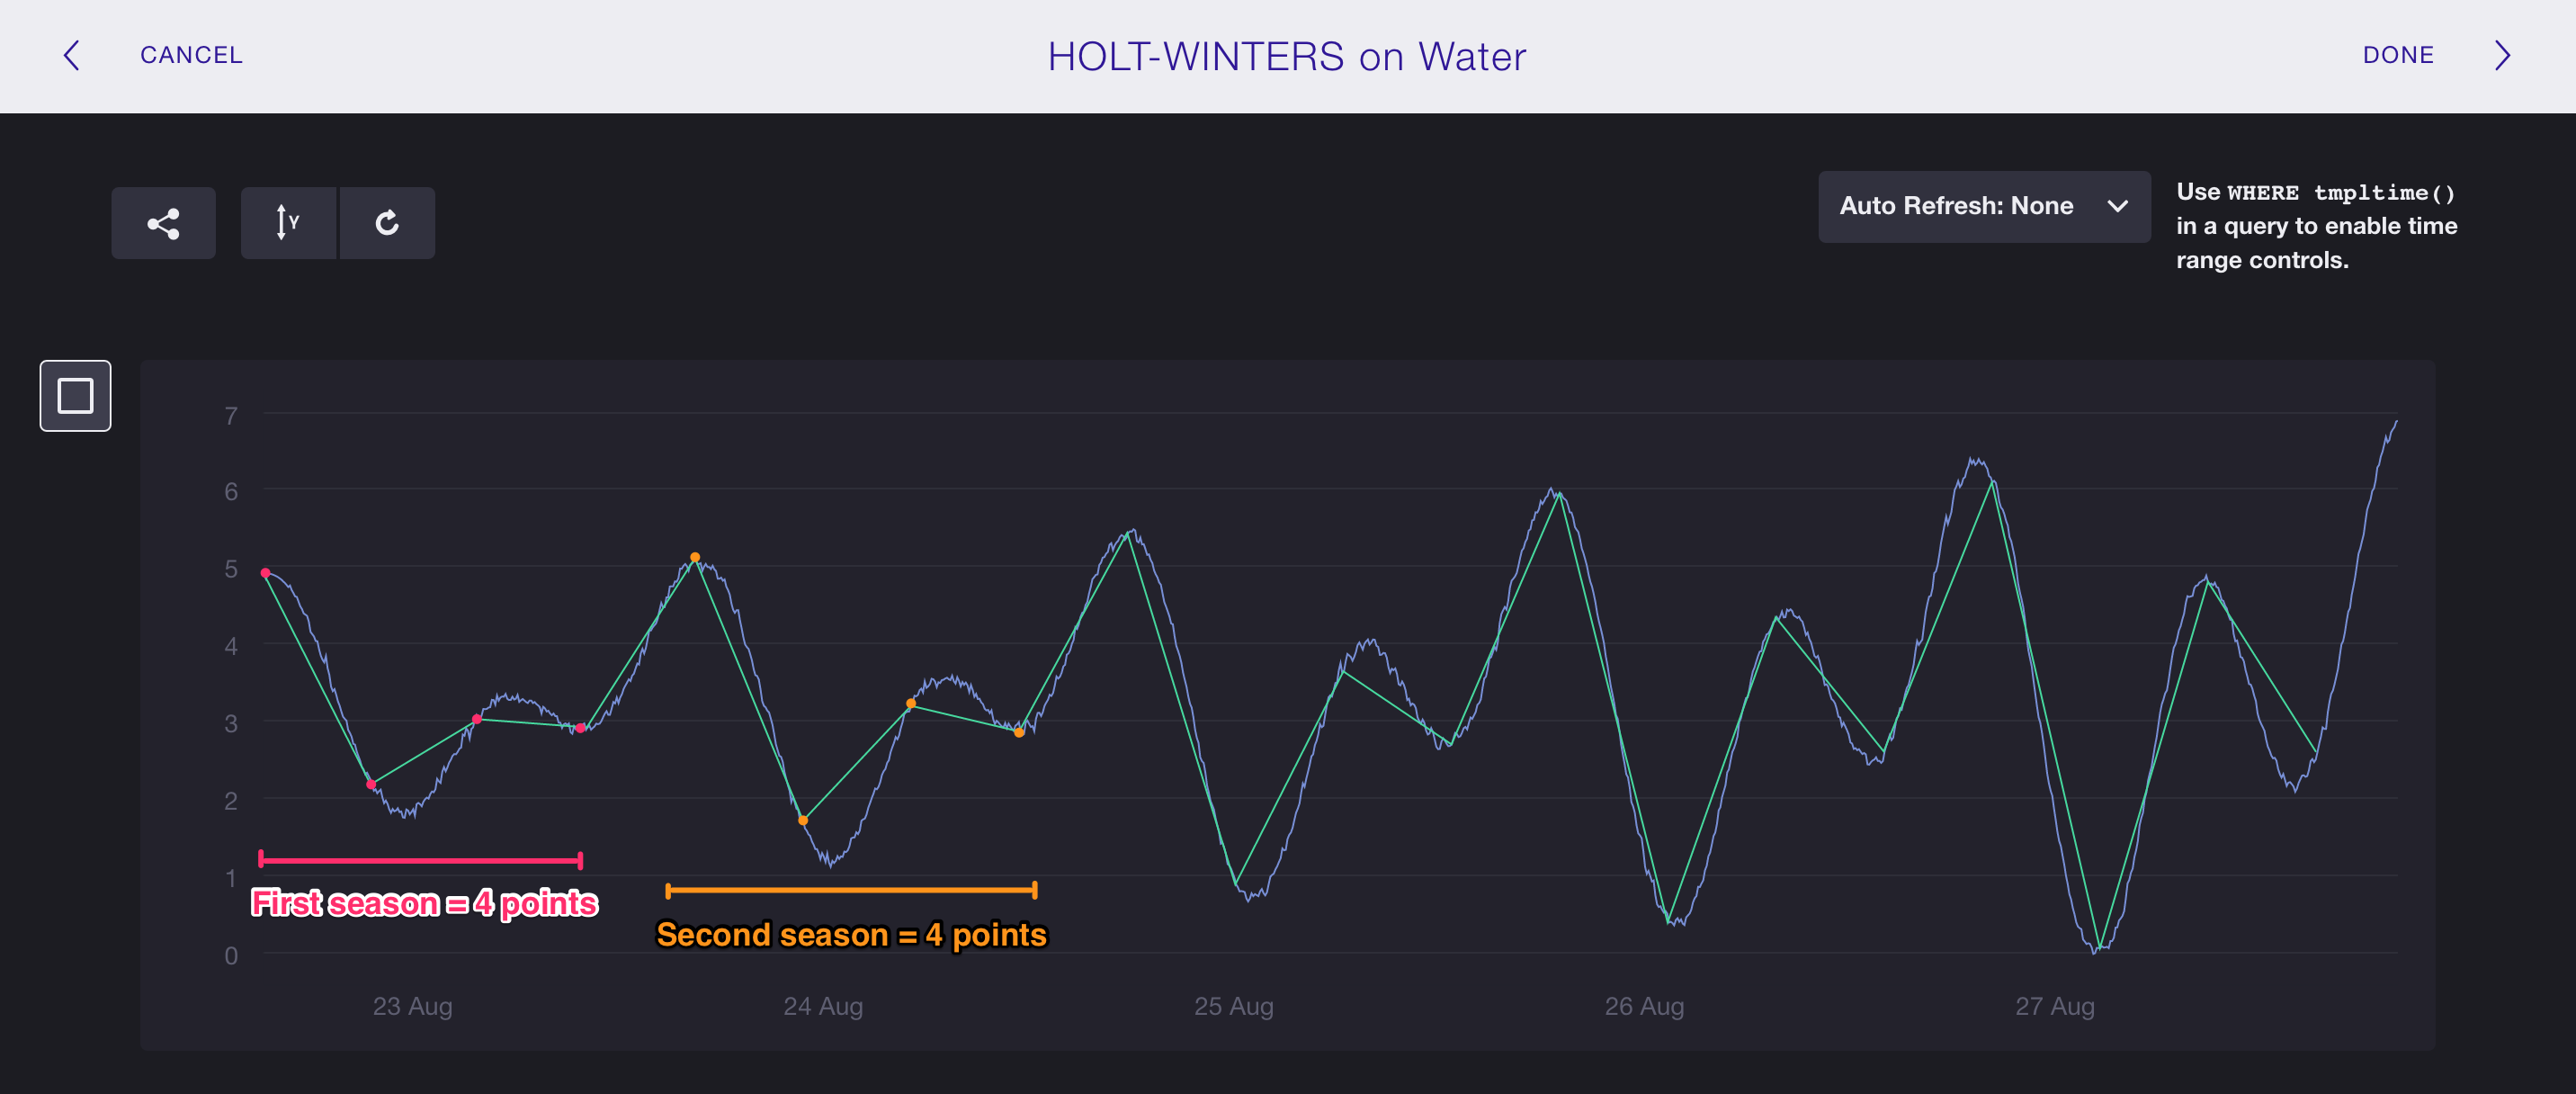 CANCEL
HOLT-WINTERS on Water
DONE
Y
Auto Refresh: None
Use WHERE tmpltime()
in a query to enable time
range controls.
7
6
5
4
3
2
1
0
First season = 4 points
Second season = 4 points
23 Aug
24 Aug
25 Aug
26 Aug
27 Aug